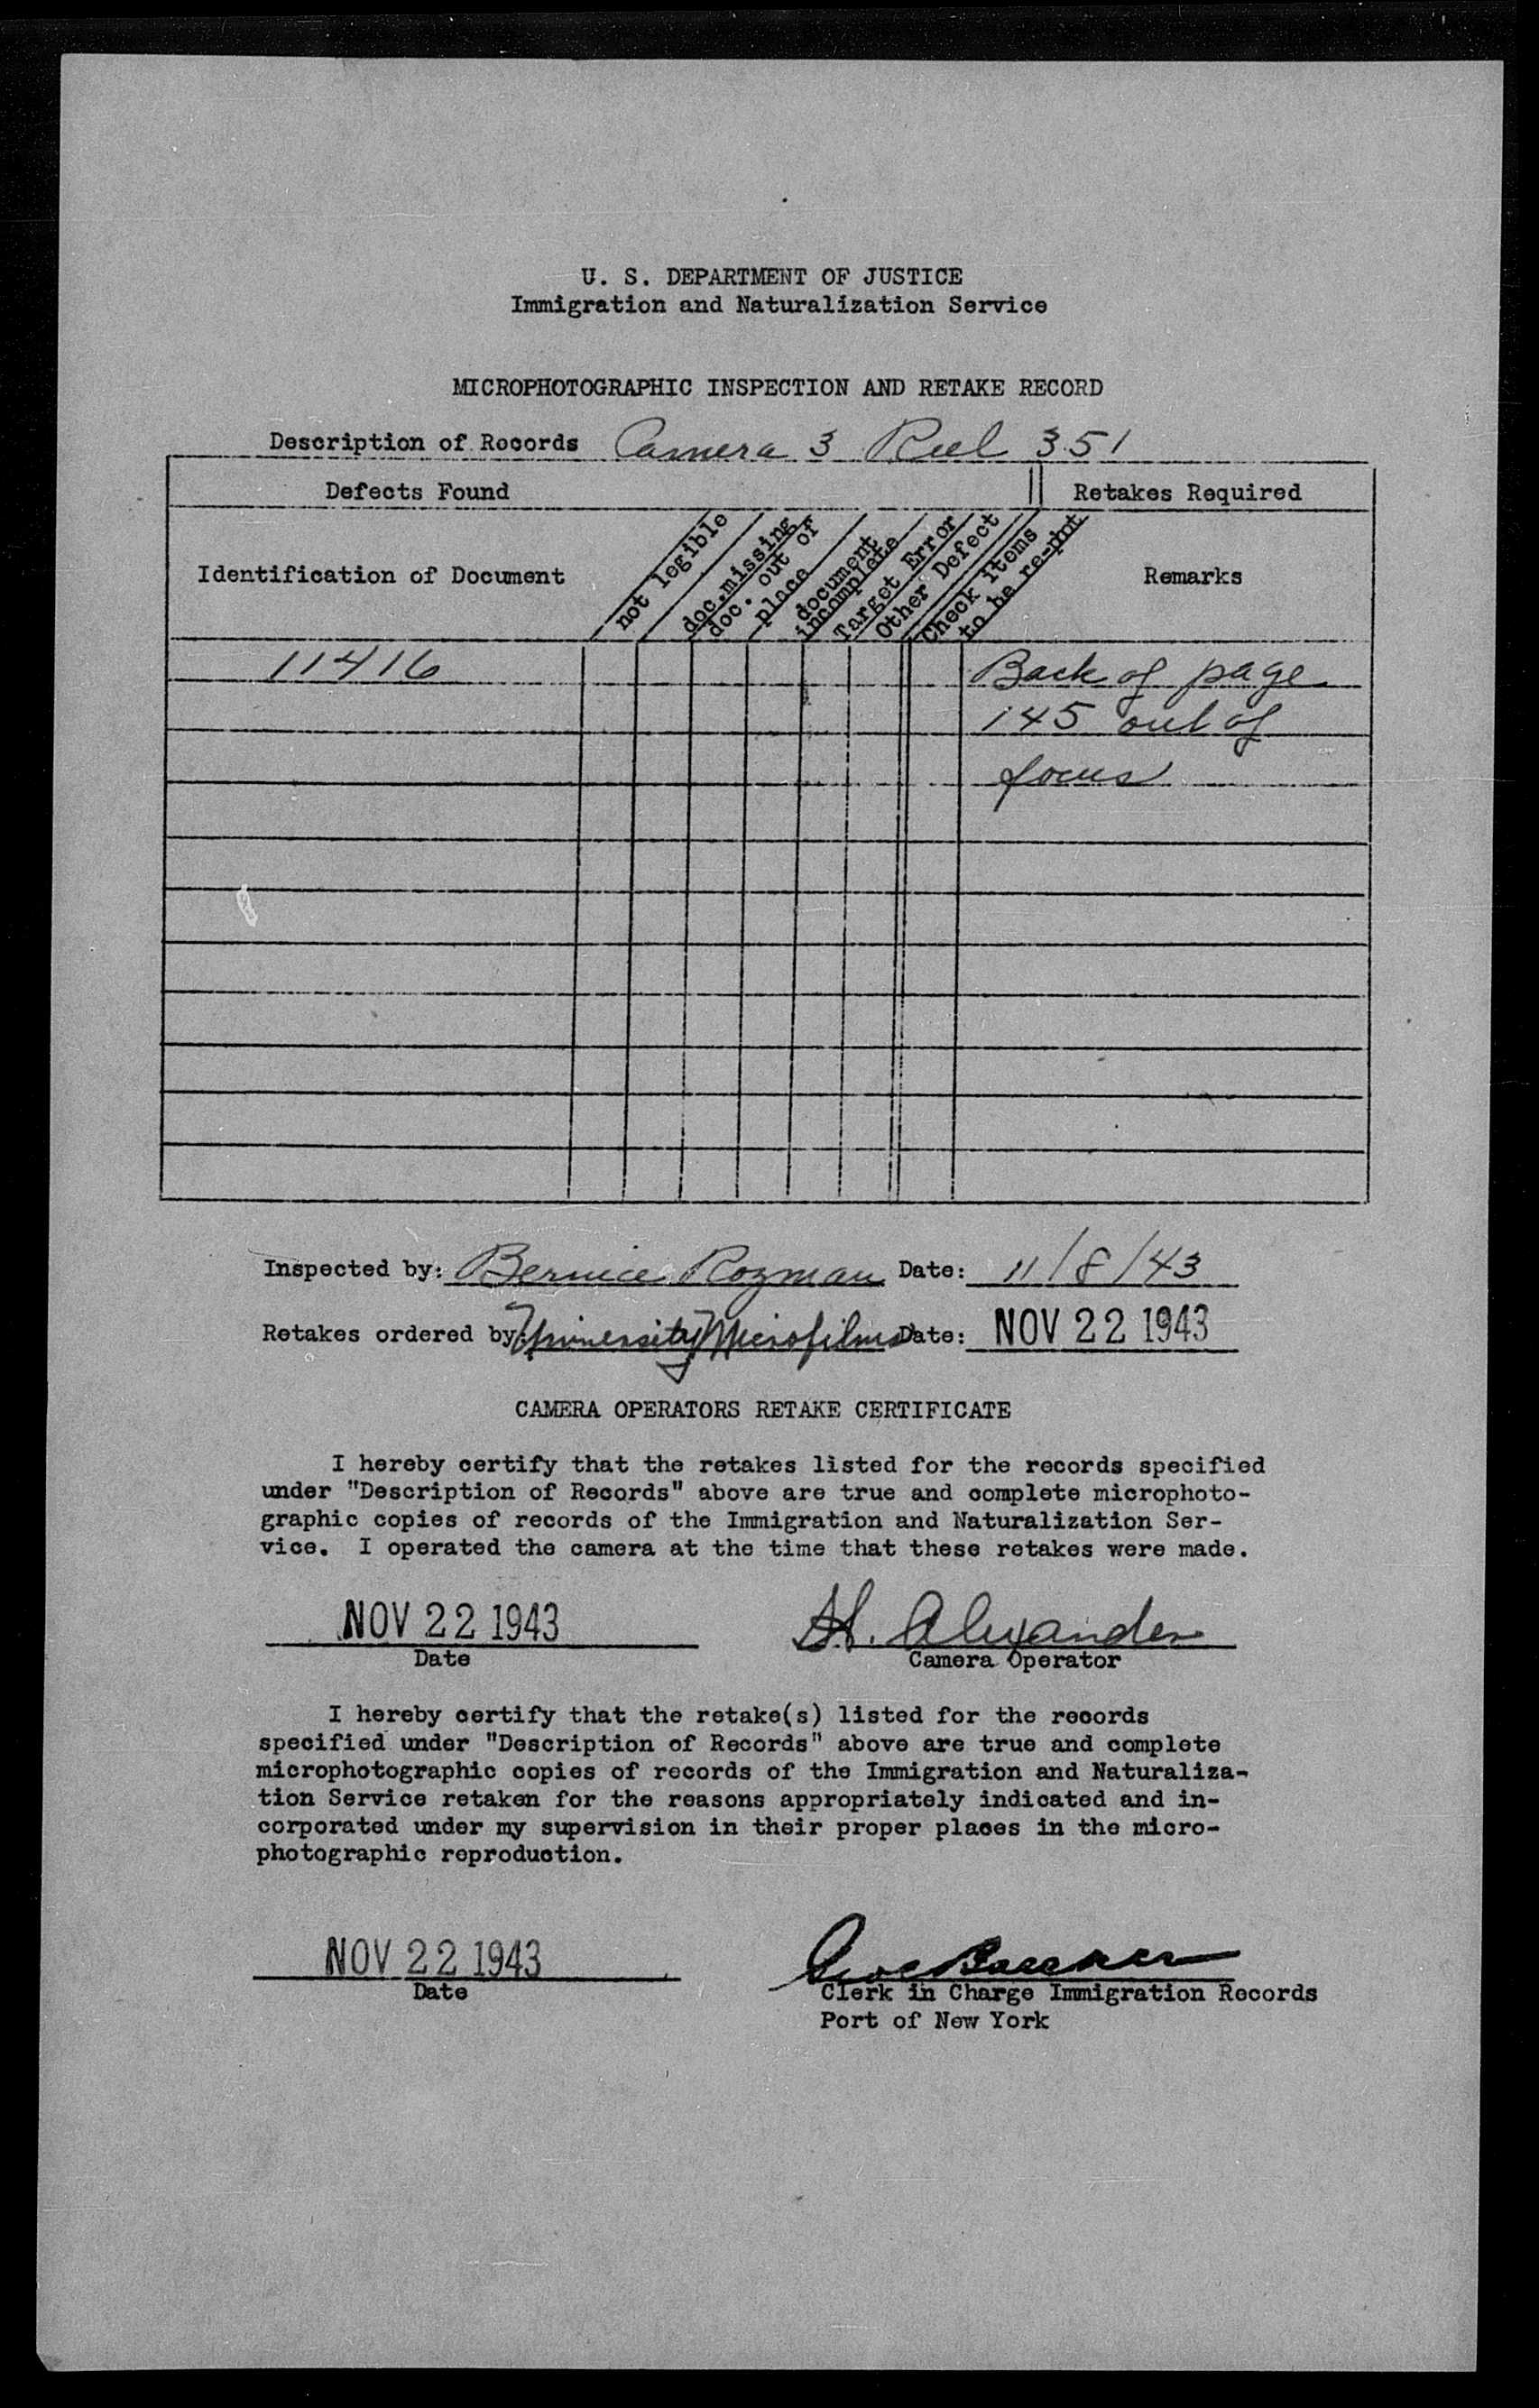 U. S. DEPARTMENT OF JUSTICE
Immigration and Naturalization Service
MICROPHOTOGRAPHIC INSPECTION AND RETAKE RECORD
Description of Records Camera 3 Reel 351
Defects Found
Retakes Required
Identification of Document
not legible
doc.missing
doc. out of
place
document
incomplete
Target Error
Other Defect
Check items
to be re-pht
Remarks
11416 Back of page
145 out of
focus
Inspected by: Bernice Rozman Date: 11/8/43
Retakes ordered by: University Microfilms Date: NOV 22 1943
CAMERA OPERATORS RETAKE CERTIFICATE
I hereby certify that the retakes listed for the records specified
under "Description of Records" above are true and complete microphoto-
graphic copies of records of the Immigration and Naturalization Ser-
vice. I operated the camera at the time that these retakes were made.
NOV 22 1943 H. Alexander
Date Camera Operator
I hereby certify that the retake(s) listed for the records
specified under "Description of Records" above are true and complete
microphotographic copies of records of the Immigration and Naturaliza-
tion Service retaken for the reasons appropriately indicated and in-
corporated under my supervision in their proper places in the micro-
photographic reproduction.
NOV 22 1943
Date Clerk in Charge Immigration Records
Port of New York